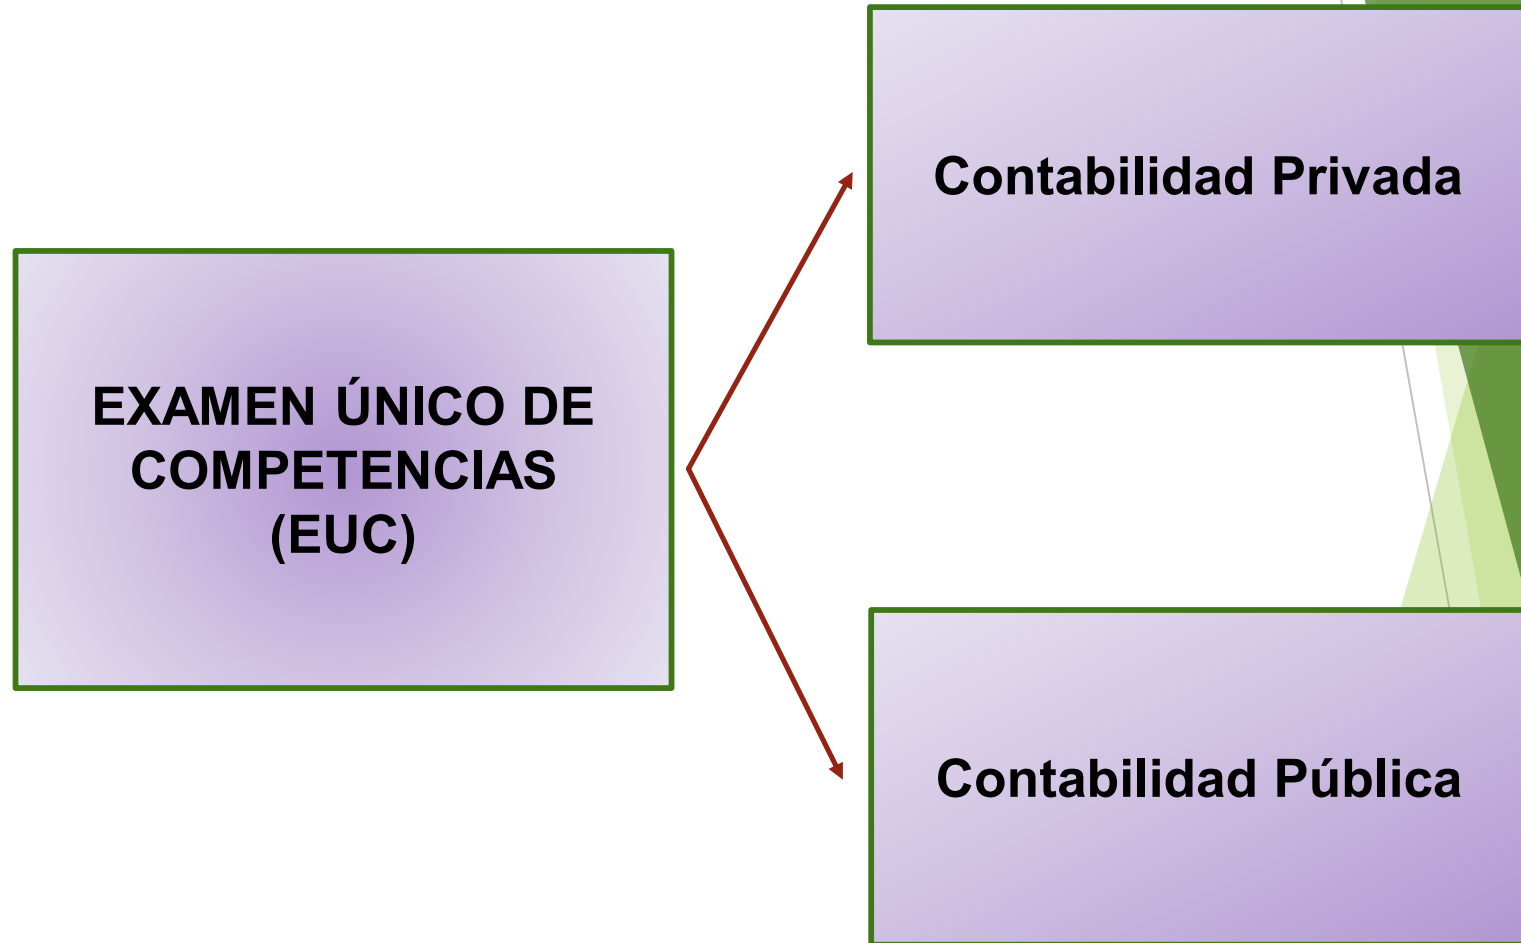 Contabilidad Privada
EXAMEN ÚNICO DE
COMPETENCIAS
(EUC)
Contabilidad Pública